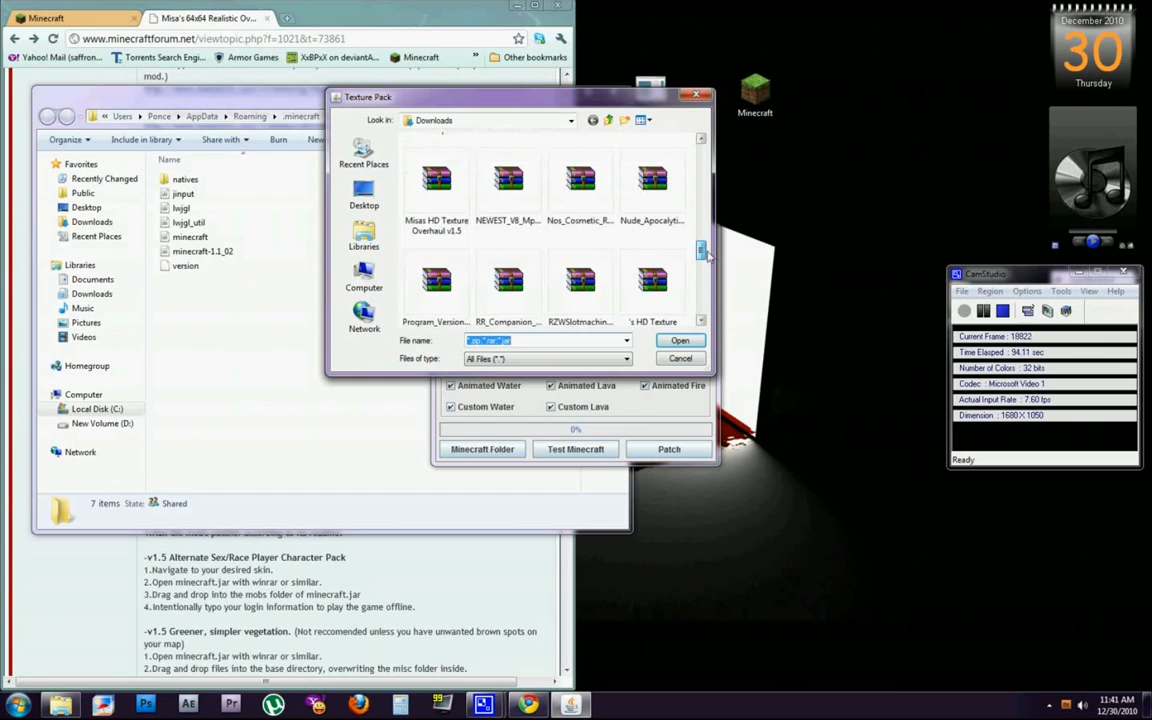 Minecraft
Misa's 64x64 Realistic Ov...
www.minecraftforum.net/viewtopic.php?f=1021&t=73861
Yahoo! Mail (saffron...
Torrents Search Engi...
Armor Games
XxBPxX on deviantA...
Minecraft
»
Other bookmarks
mod.)
Users
Ponce
AppData
Roaming
.minecraft
Organize
Include in library
Share with
Burn
New
Favorites
Recently Changed
Public
Desktop
Downloads
Recent Places
Libraries
Documents
Downloads
Music
Pictures
Videos
Homegroup
Computer
Local Disk (C:)
New Volume (D:)
Network
Name
natives
jinput
lwjgl
lwjgl_util
minecraft
minecraft-1.1_02
version
7 items State: Shared
Texture Pack
Look in:
Downloads
Recent Places
Desktop
Libraries
Computer
Network
Misas HD Texture
Overhaul v1.5
NEWEST_V8_Mp...
Nos_Cosmetic_R...
Nude_Apocalyti...
Program_Version...
RR_Companion_...
RZWSlotmachin...
's HD Texture
File name:
*.zip;*.rar;*.jar
Open
Files of type:
All Files (*.*)
Cancel
Animated Water
Animated Lava
Animated Fire
Custom Water
Custom Lava
0%
Minecraft Folder
Test Minecraft
Patch
-v1.5 Alternate Sex/Race Player Character Pack
1.Navigate to your desired skin.
2.Open minecraft.jar with winrar or similar.
3.Drag and drop into the mobs folder of minecraft.jar
4.Intentionally typo your login information to play the game offline.
-v1.5 Greener, simpler vegetation. (Not reccomended unless you have unwanted brown spots on
your map)
1.Open minecraft.jar with winrar or similar.
2.Drag and drop files into the base directory, overwriting the misc folder inside.
Minecraft
December 2010
30
Thursday
CamStudio
File
Region
Options
Tools
View
Help
Current Frame : 18822
Time Elasped : 94.11 sec
Number of Colors : 32 bits
Codec : Microsoft Video 1
Actual Input Rate : 7.60 fps
Dimension : 1680X1050
Ready
Ps
Ae
Pr
99
11:41 AM
12/30/2010